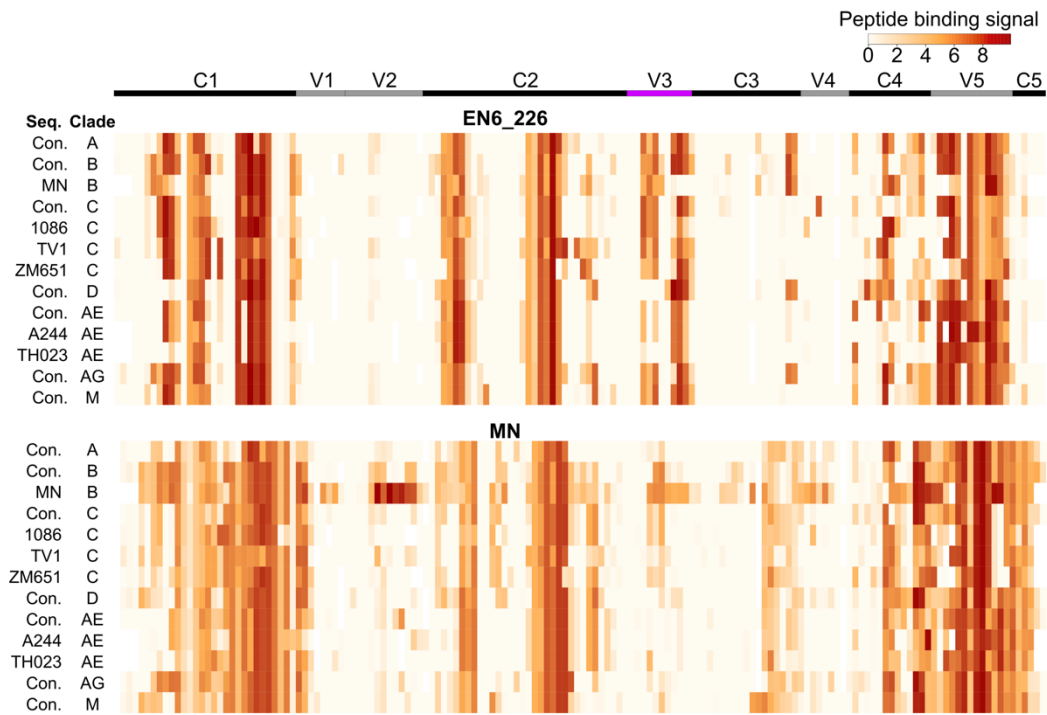 Peptide binding signal
0 2 4 6 8
C1 V1 V2 C2 V3 C3 V4 C4 V5 C5
Seq. Clade EN6_226
Con. A
Con. B
MN B
Con. C
1086 C
TV1 C
ZM651 C
Con. D
Con. AE
A244 AE
TH023 AE
Con. AG
Con. M
MN
Con. A
Con. B
MN B
Con. C
1086 C
TV1 C
ZM651 C
Con. D
Con. AE
A244 AE
TH023 AE
Con. AG
Con. M